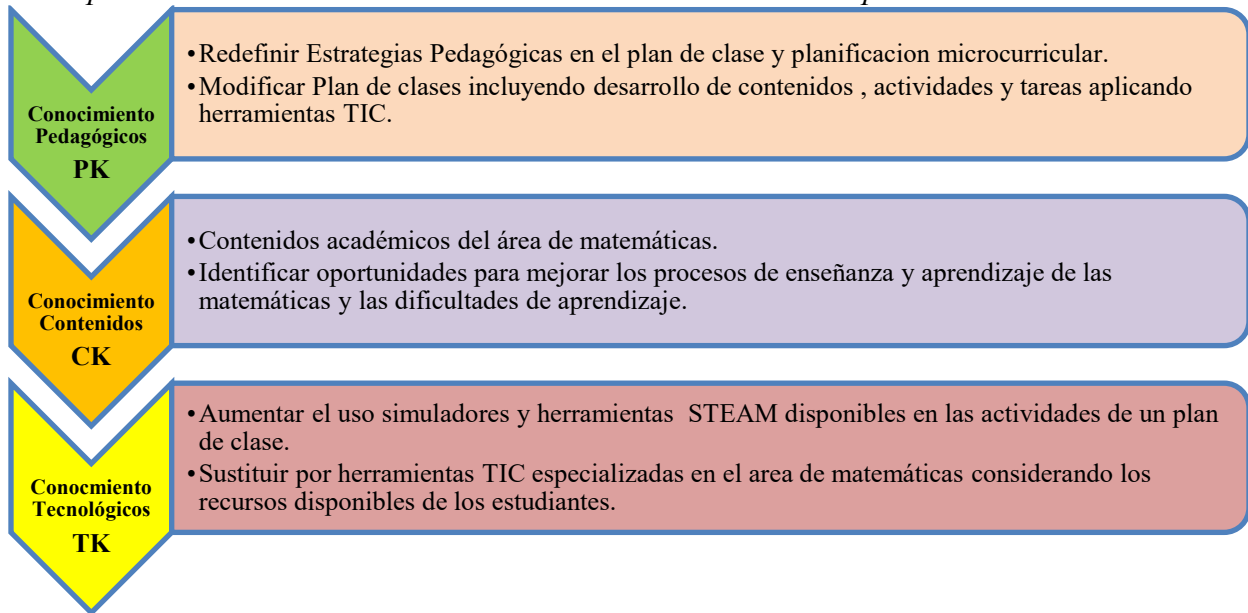 Conocimiento
Pedagógicos
PK
•Redefinir Estrategias Pedagógicas en el plan de clase y planificacion microcurricular.
•Modificar Plan de clases incluyendo desarrollo de contenidos , actividades y tareas aplicando
herramientas TIC.
Conocimiento
Contenidos
CK
•Contenidos académicos del área de matemáticas.
•Identificar oportunidades para mejorar los procesos de enseñanza y aprendizaje de las
matemáticas y las dificultades de aprendizaje.
Conocmiento
Tecnológicos
TK
•Aumentar el uso simuladores y herramientas STEAM disponibles en las actividades de un plan
de clase.
•Sustituir por herramientas TIC especializadas en el area de matemáticas considerando los
recursos disponibles de los estudiantes.